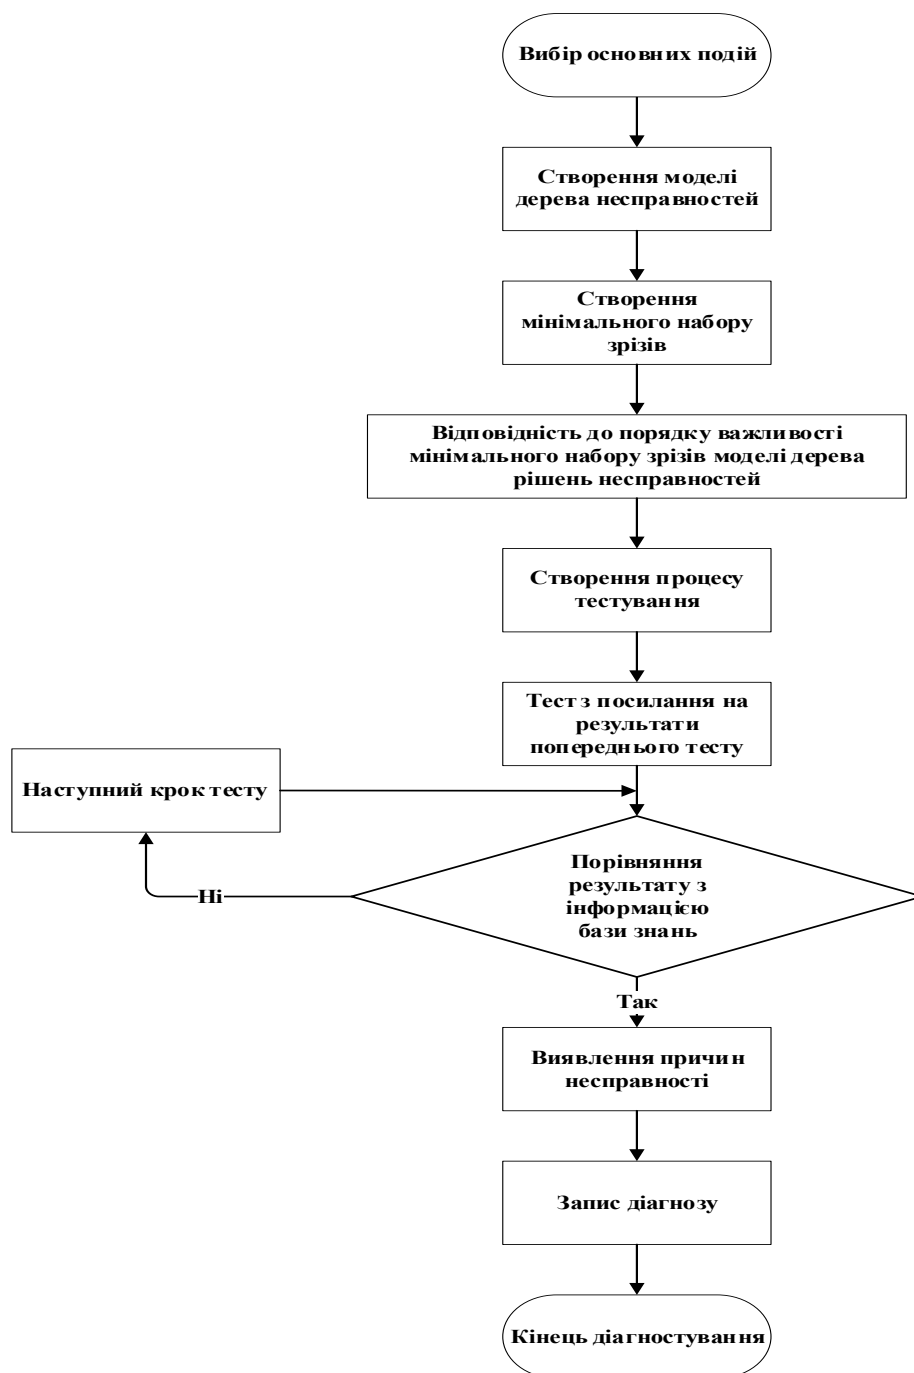 Вибір основних подій
Створення моделі
дерева несправностей
Створення
мінімального набору
зрізів
Відповідність до порядку важливості
мінімального набору зрізів моделі дерева
рішень несправностей
Створення процесу
тестування
Тест з посилання на
результати
попереднього тесту
Наступний крок тесту
Порівняння
результату з
інформацією
бази знань
Ні
Так
Виявлення причин
несправності
Запис діагнозу
Кінець діагностування